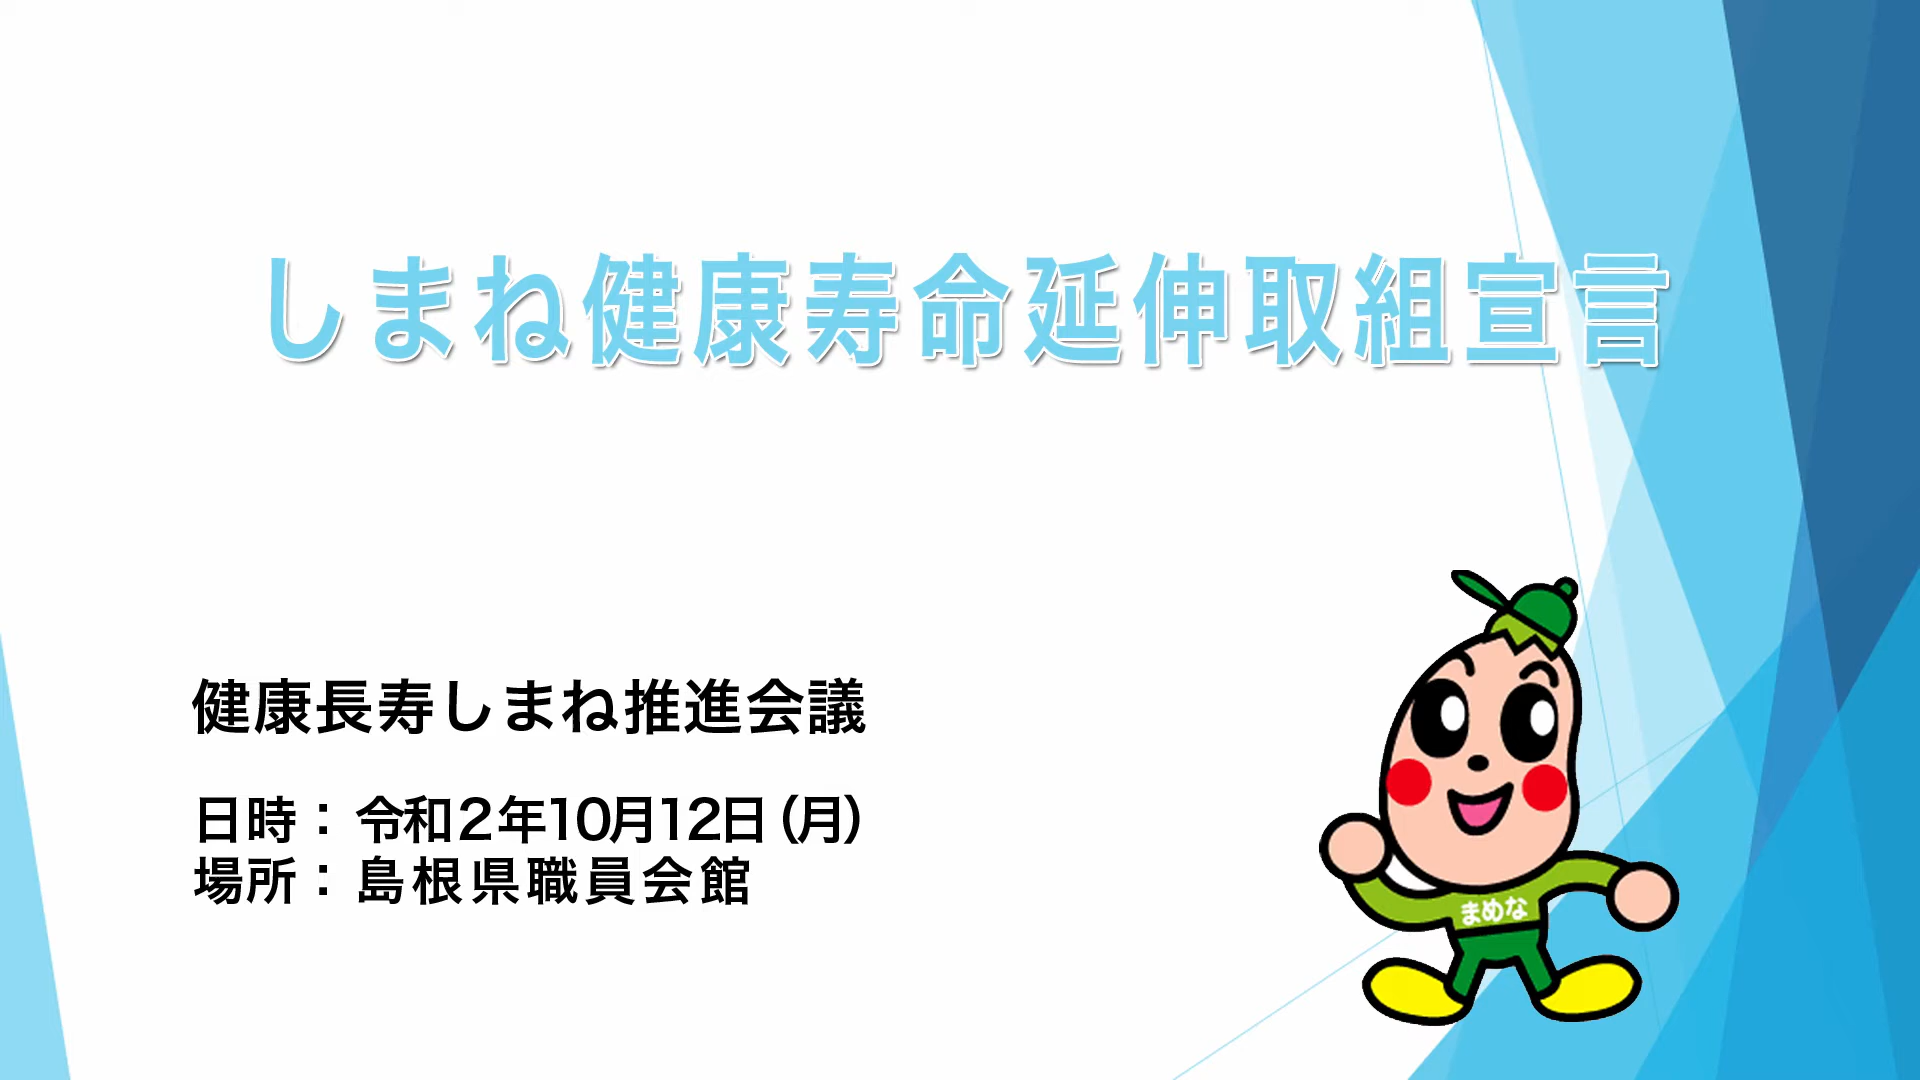 しまね健康寿命延伸取組宣言
健康長寿しまね推進会議
日時：令和２年10月12日（月）
場所：島根県職員会館
まめな